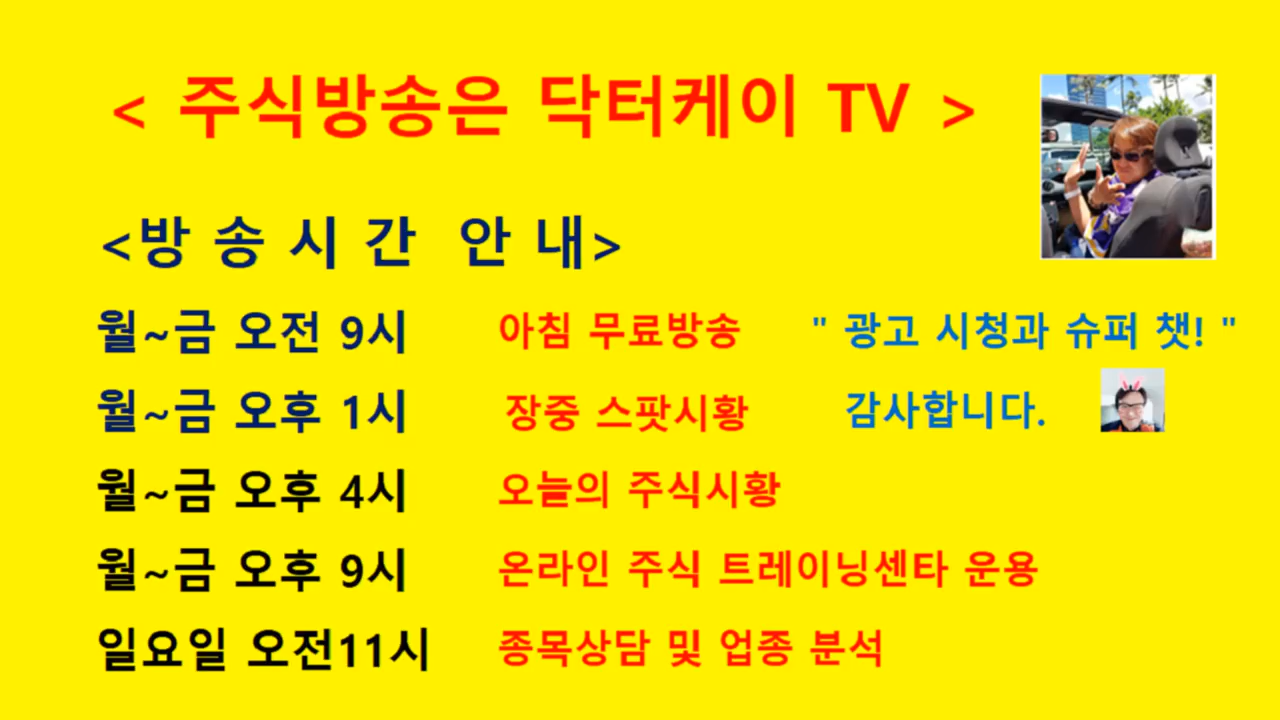 < 주식방송은 닥터케이 TV >
<방 송 시 간 안 내>
월~금 오전 9시 아침 무료방송 " 광고 시청과 슈퍼 챗! "
월~금 오후 1시 장중 스팟시황 감사합니다.
월~금 오후 4시 오늘의 주식시황
월~금 오후 9시 온라인 주식 트레이닝센타 운용
일요일 오전11시 종목상담 및 업종 분석